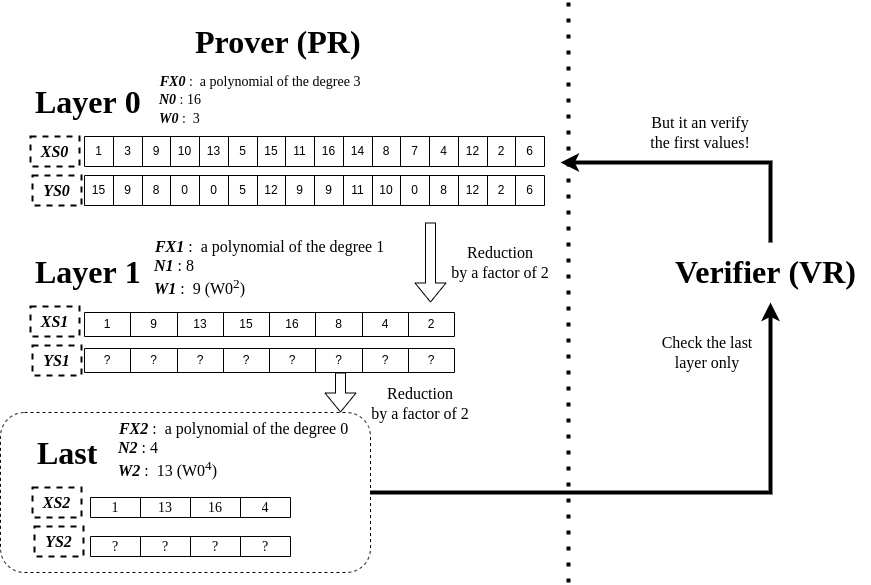 Prover (PR)
Layer 0
FX0 : a polynomial of the degree 3
N0 : 16
W0 : 3
XS0 1 3 9 10 13 5 15 11 16 14 8 7 4 12 2 6
YS0 15 9 8 0 0 5 12 9 9 11 10 0 8 12 2 6
But it an verify
the first values!
Reduction
by a factor of 2
Layer 1
FX1 : a polynomial of the degree 1
N1 : 8
W1 : 9 (W0²)
XS1 1 9 13 15 16 8 4 2
YS1 ? ? ? ? ? ? ? ?
Verifier (VR)
Check the last
layer only
Reduction
by a factor of 2
Last
FX2 : a polynomial of the degree 0
N2 : 4
W2 : 13 (W0⁴)
XS2 1 13 16 4
YS2 ? ? ? ?